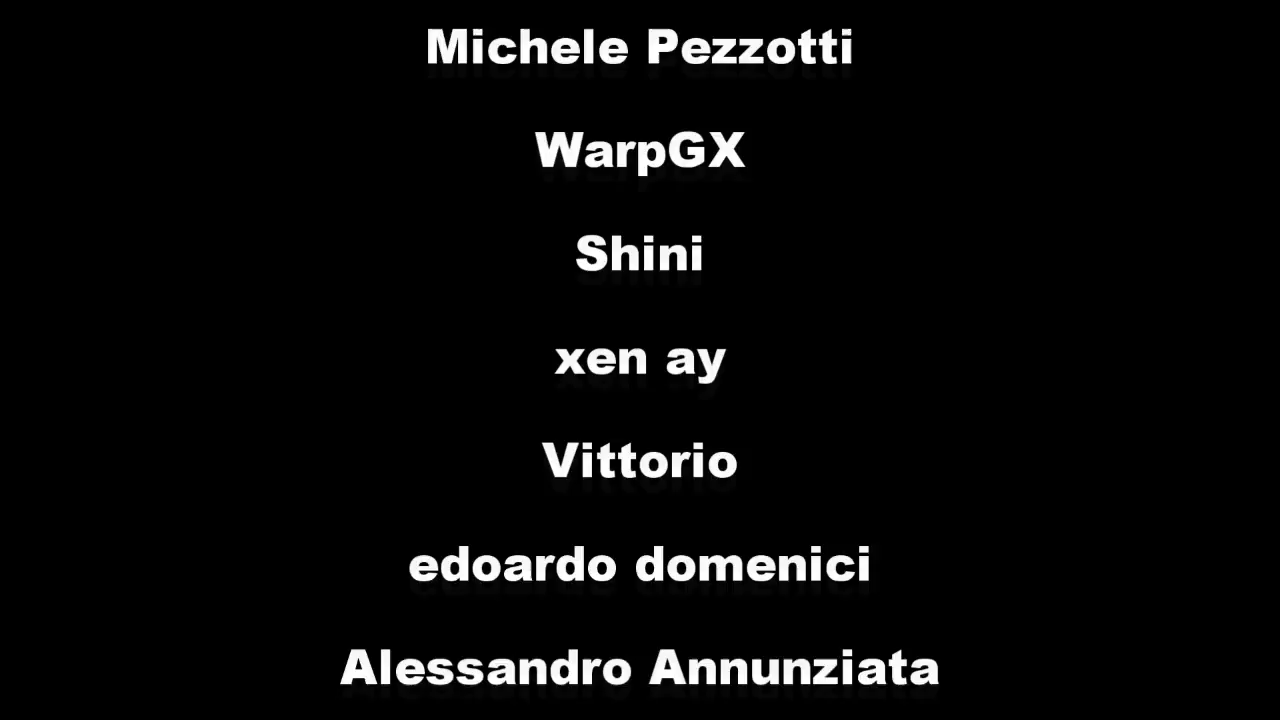 Michele Pezzotti
WarpGX
Shini
xen ay
Vittorio
edoardo domenici
Alessandro Annunziata